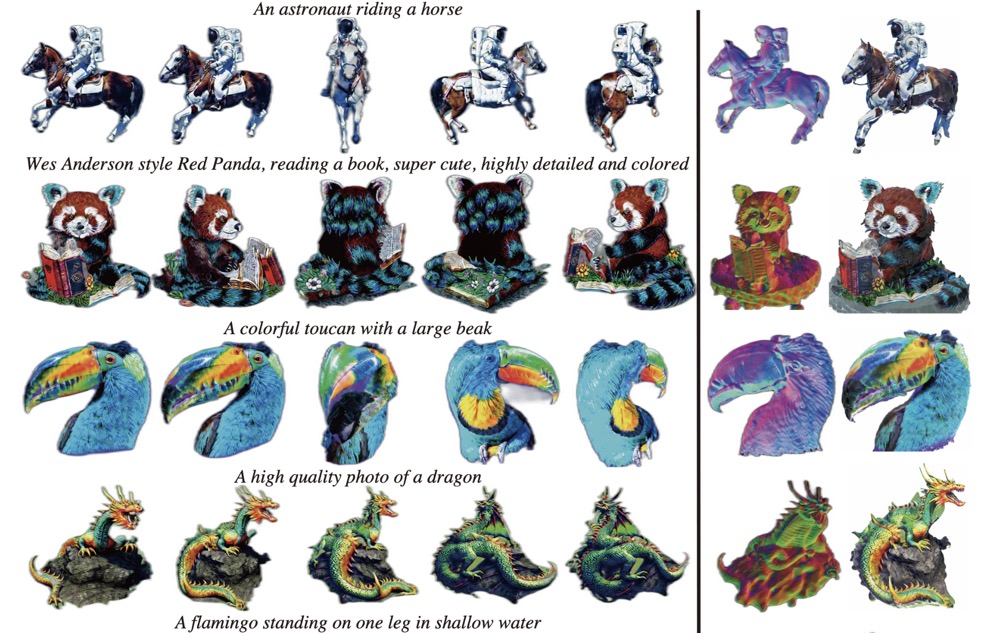 An astronaut riding a horse
Wes Anderson style Red Panda, reading a book, super cute, highly detailed and colored
A colorful toucan with a large beak
A high quality photo of a dragon
A flamingo standing on one leg in shallow water